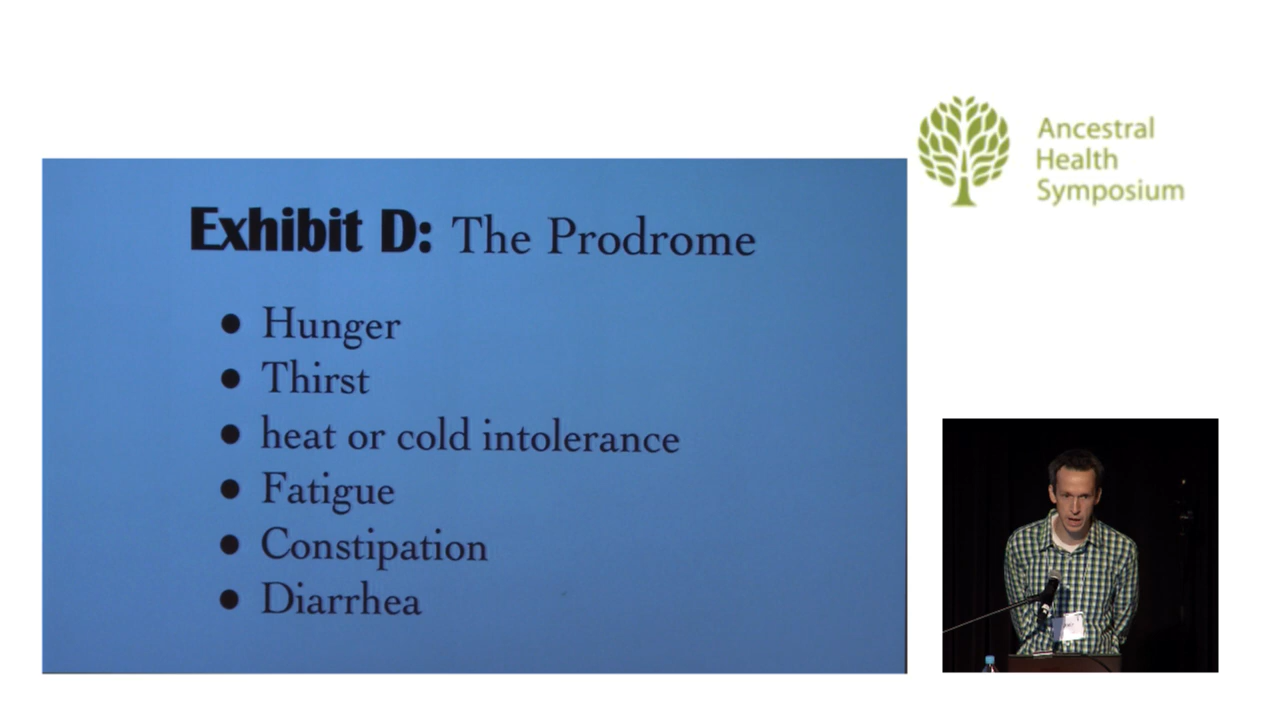 Ancestral
Health
Symposium
Exhibit D: The Prodrome
• Hunger
• Thirst
• heat or cold intolerance
• Fatigue
• Constipation
• Diarrhea